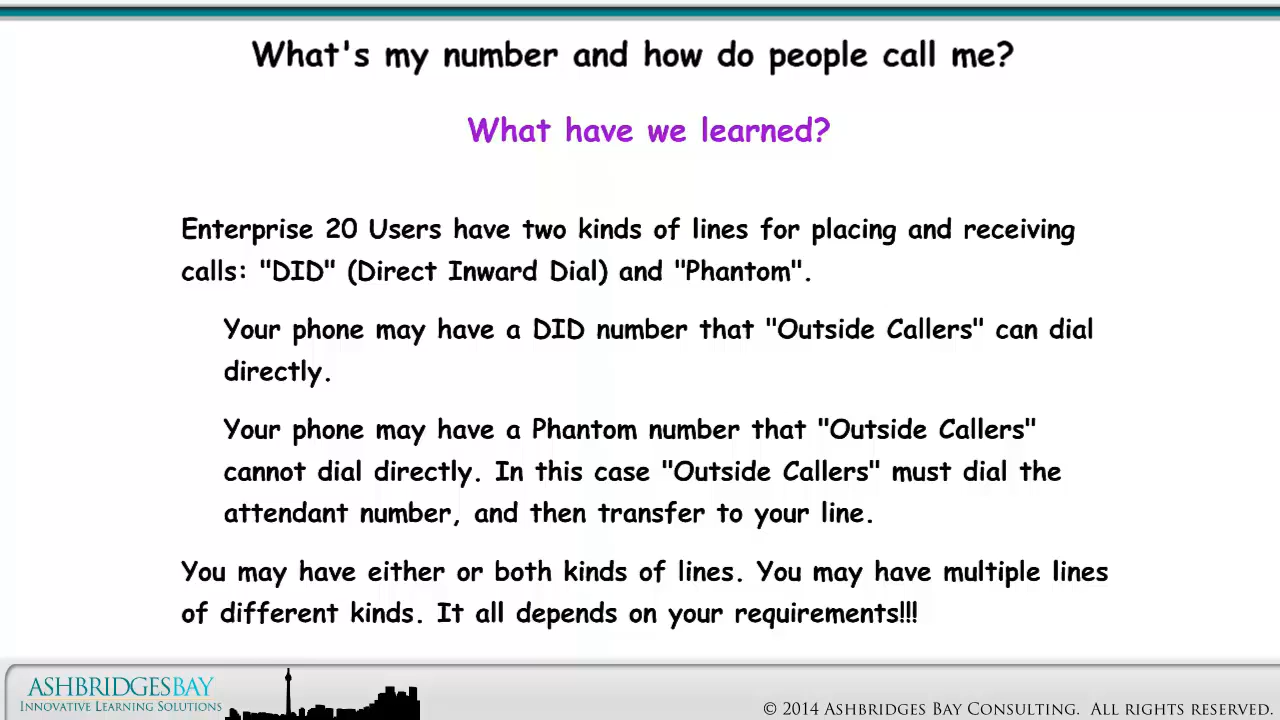 What's my number and how do people call me?
What have we learned?
Enterprise 20 Users have two kinds of lines for placing and receiving
calls: "DID" (Direct Inward Dial) and "Phantom".
Your phone may have a DID number that "Outside Callers" can dial
directly.
Your phone may have a Phantom number that "Outside Callers"
cannot dial directly. In this case "Outside Callers" must dial the
attendant number, and then transfer to your line.
You may have either or both kinds of lines. You may have multiple lines
of different kinds. It all depends on your requirements!!!
ASHBRIDGESBAY
INNOVATIVE LEARNING SOLUTIONS
© 2014 ASHBRIDGES BAY CONSULTING. ALL RIGHTS RESERVED.